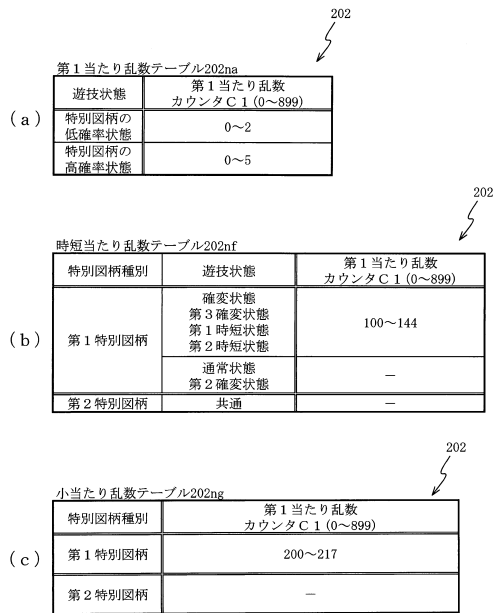 202
第１当たり乱数テーブル202na
(a)
遊技状態
第１当たり乱数
カウンタＣ１(0～899)
特別図柄の
低確率状態
0～2
特別図柄の
高確率状態
0～5
202
時短当たり乱数テーブル202nf
(b)
特別図柄種別
遊技状態
第１当たり乱数
カウンタＣ１(0～899)
第１特別図柄
確変状態
第３確変状態
第１時短状態
第２時短状態
100～144
通常状態
第２確変状態
－
第２特別図柄
共通
－
202
小当たり乱数テーブル202ng
(c)
特別図柄種別
第１当たり乱数
カウンタＣ１(0～899)
第１特別図柄
200～217
第２特別図柄
－